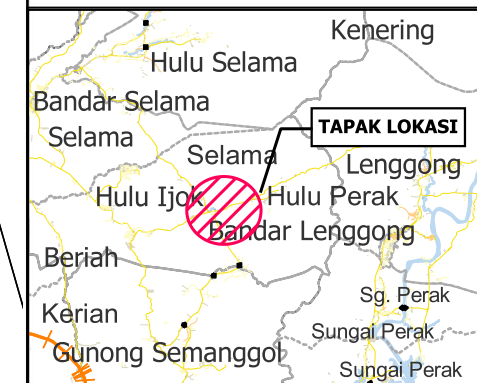 Kenering
Hulu Selama
Bandar Selama
TAPAK LOKASI
Selama
Selama
Lenggong
Hulu Ijok
Hulu Perak
Bandar Lenggong
Beriah
Sg. Perak
Kerian
Sungai Perak
Gunong Semanggol
Sungai Perak